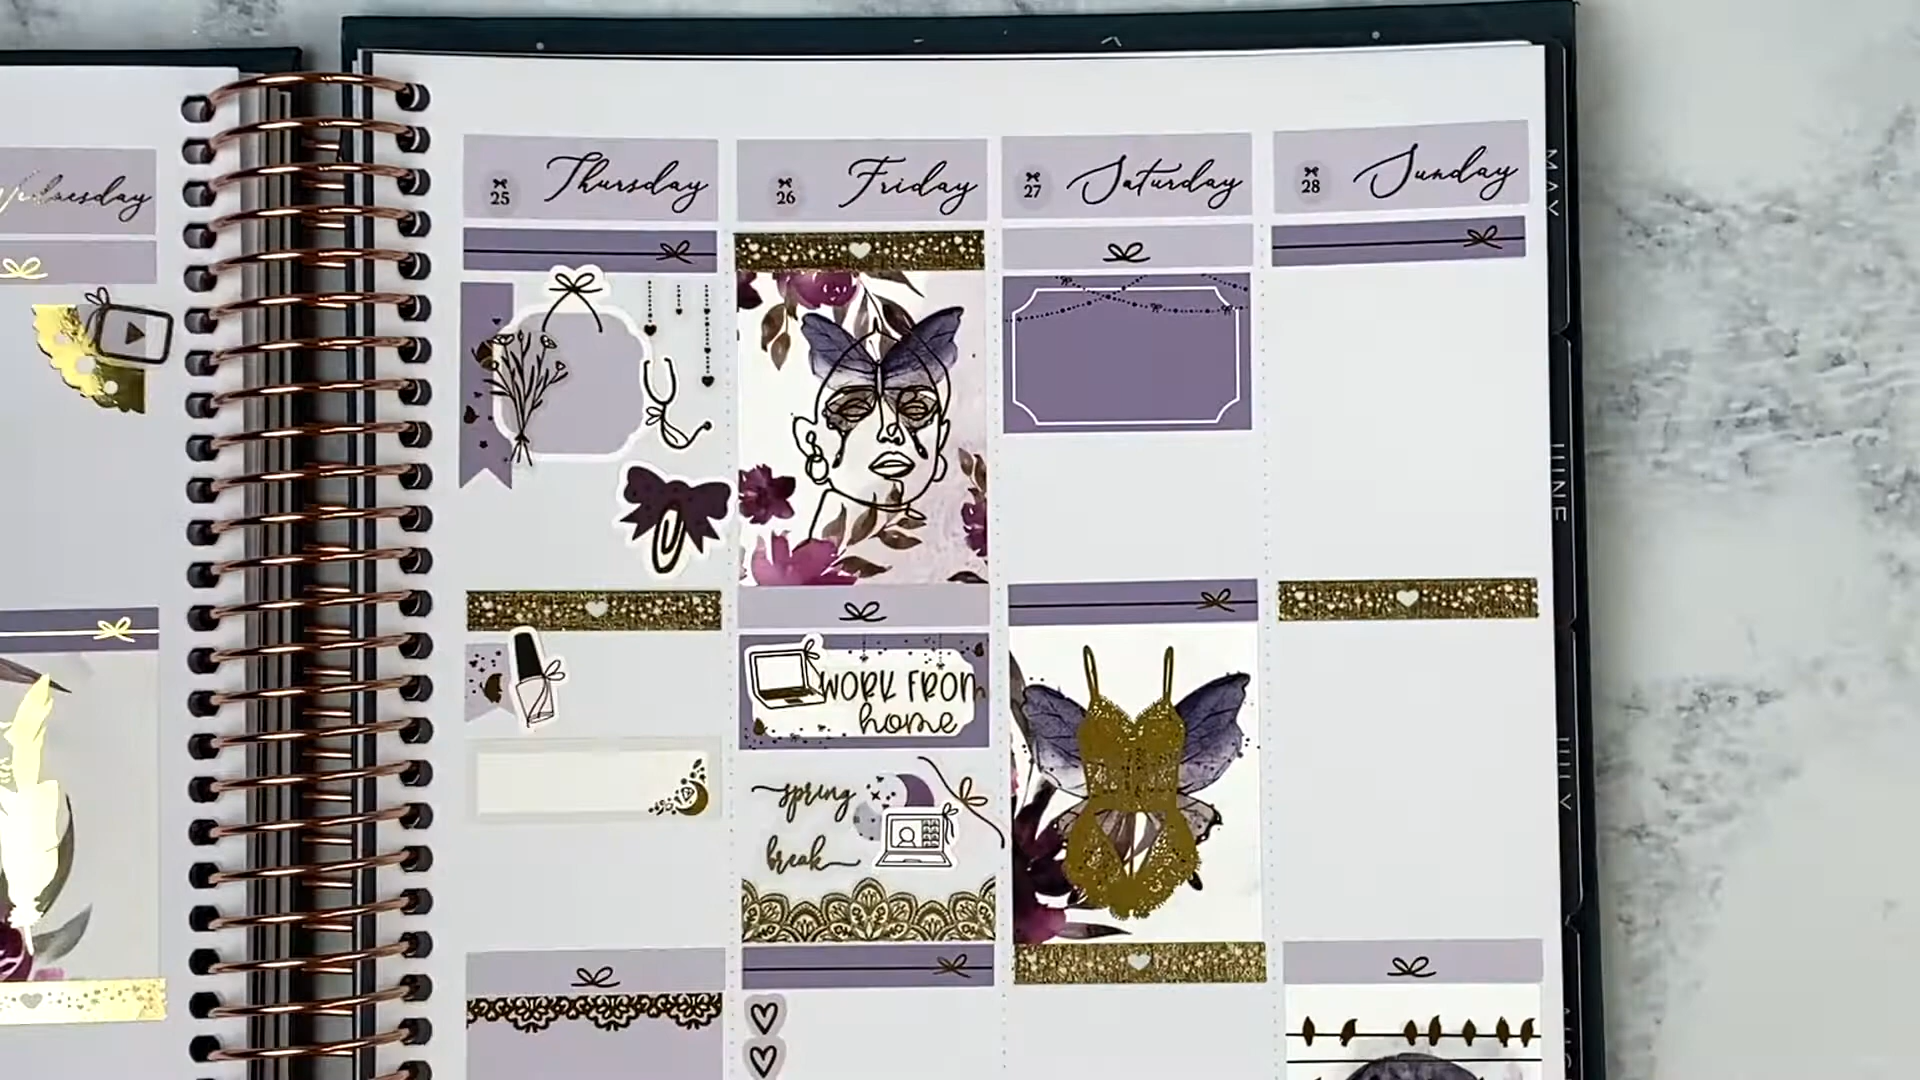 Wednesday
25 Thursday
26 Friday
27 Saturday
28 Sunday
WORK FROM
home
spring
break
MAY
JUNE
JULY